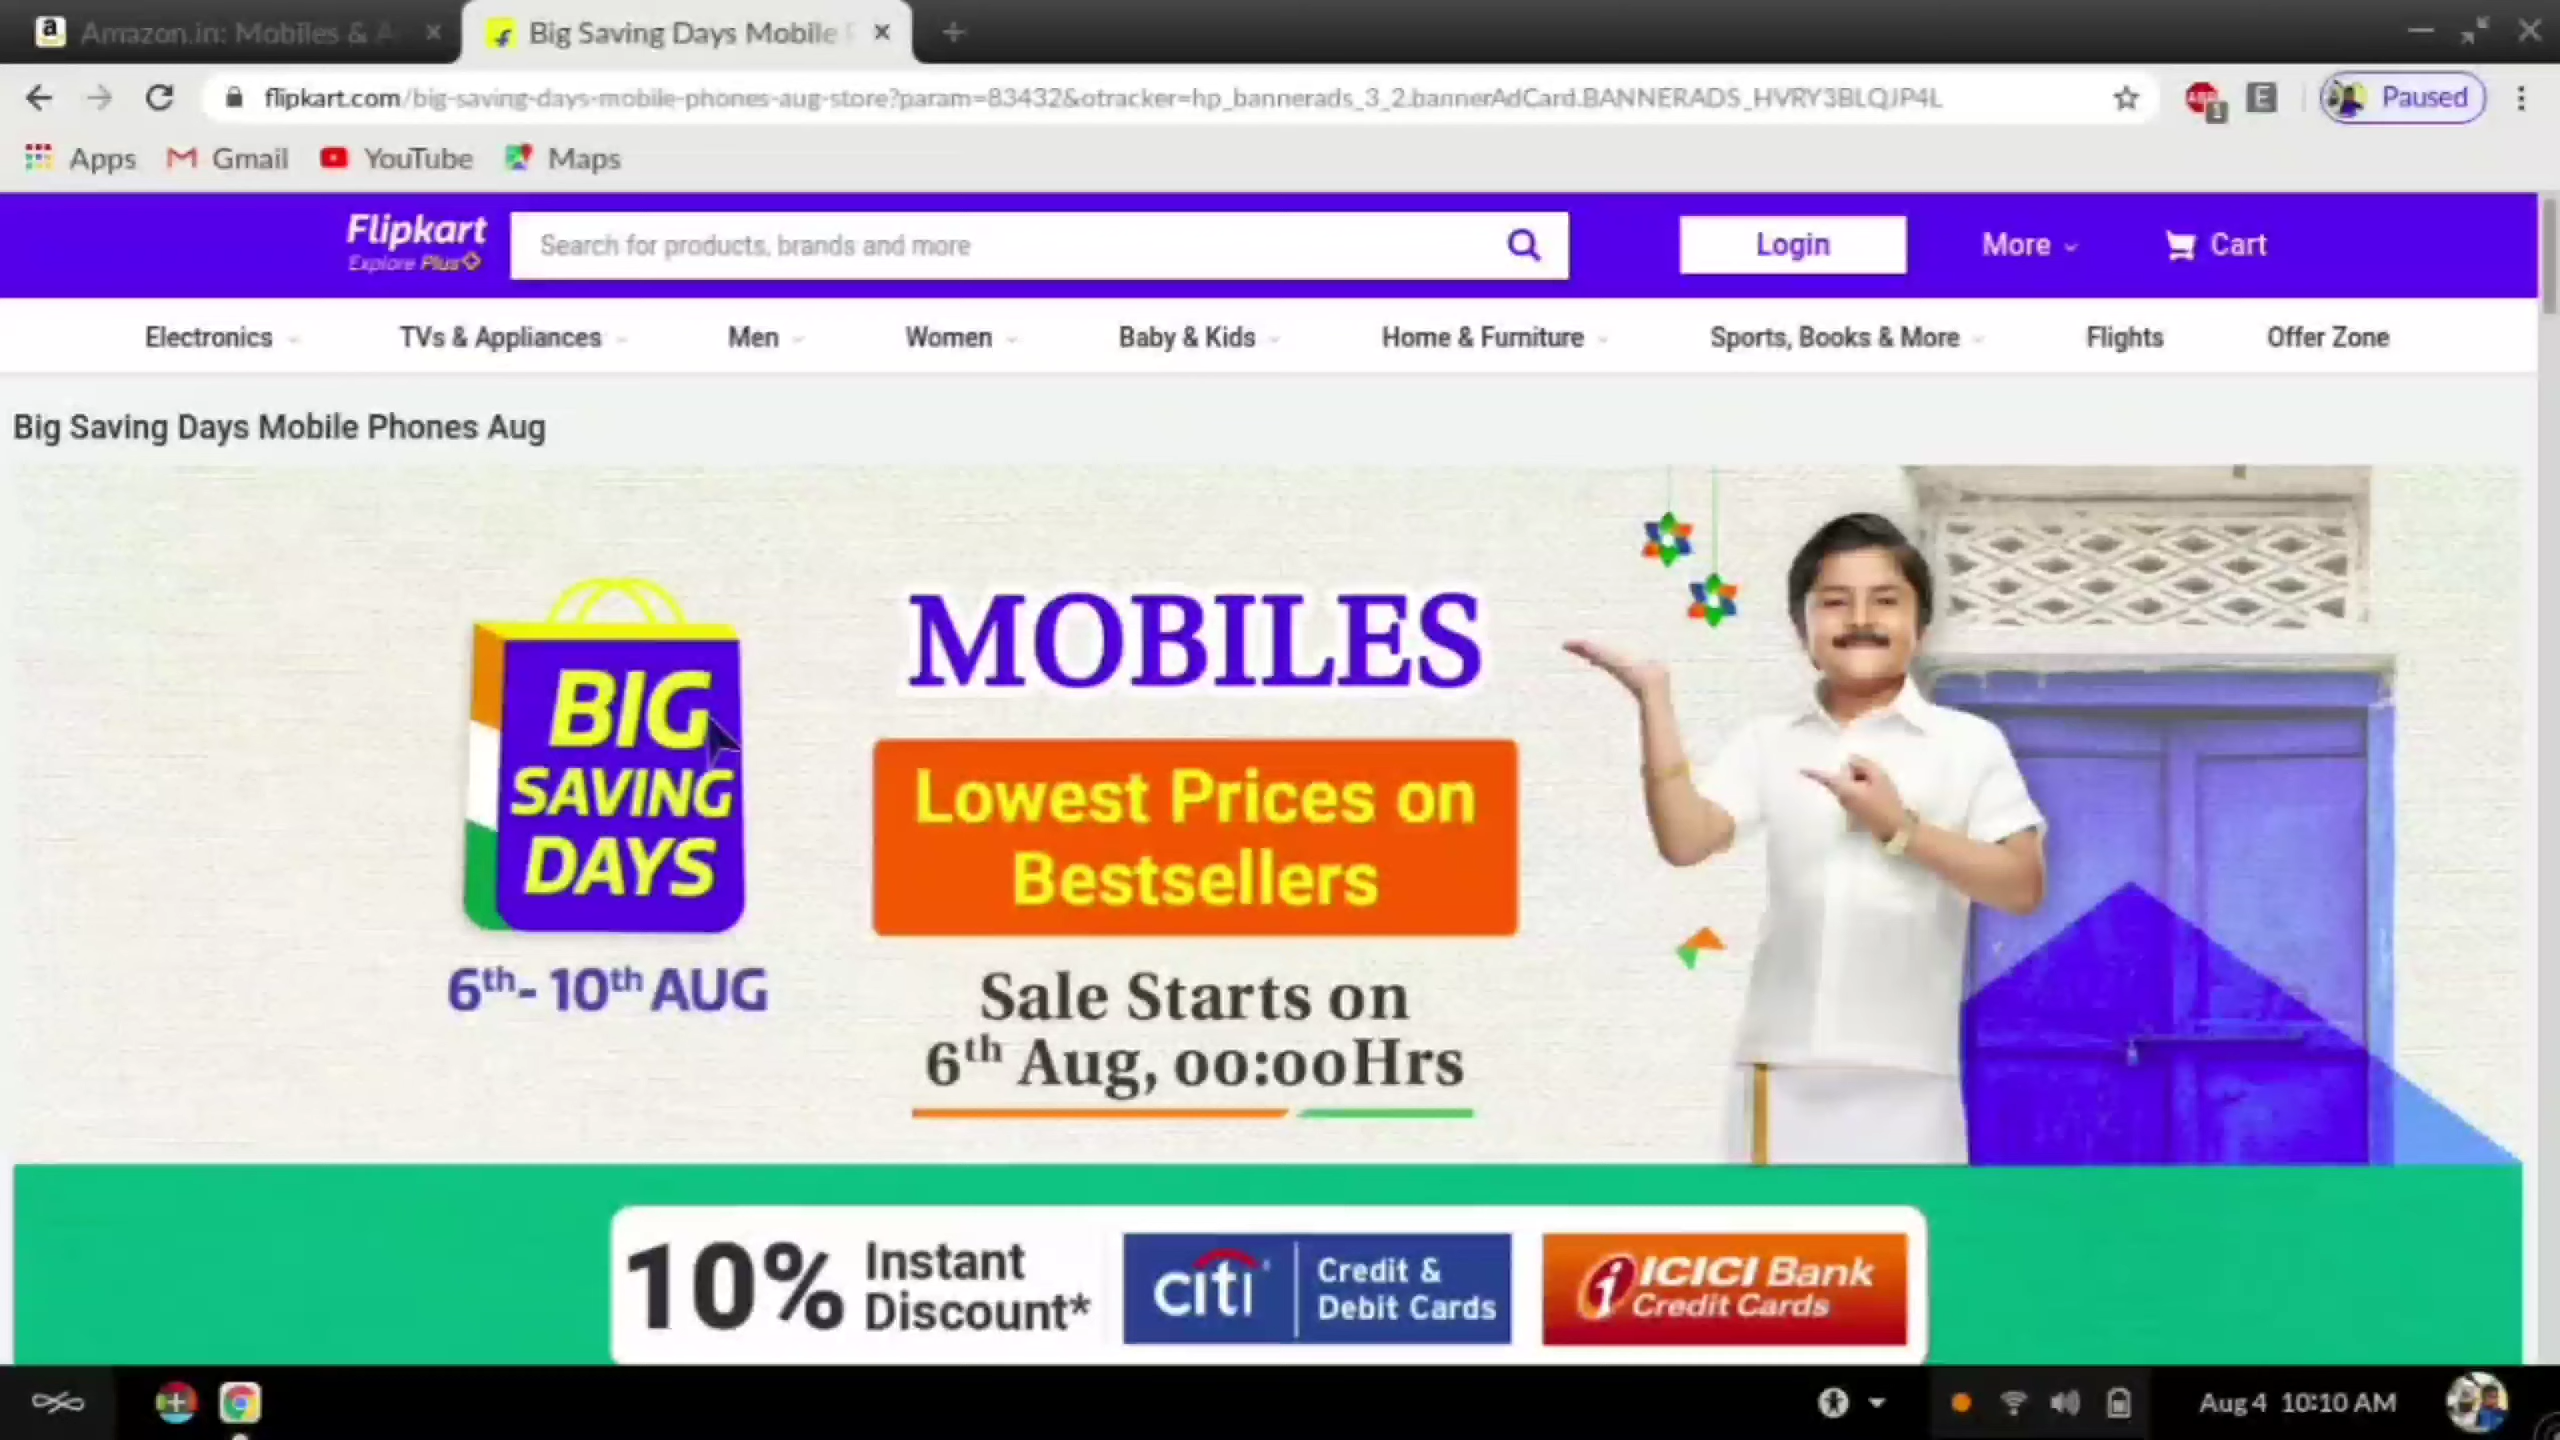 Amazon.in: Mobiles & A
Big Saving Days Mobile
flipkart.com/big-saving-days-mobile-phones-aug-store?param=83432&otracker=hp_bannerads_3_2.bannerAdCard.BANNERADS_HVRY3BLQJP4L
1
E
Paused
Apps
Gmail
YouTube
Maps
Flipkart
Explore Plus
Search for products, brands and more
Login
More
Cart
Electronics
TVs & Appliances
Men
Women
Baby & Kids
Home & Furniture
Sports, Books & More
Flights
Offer Zone
Big Saving Days Mobile Phones Aug
BIG
SAVING
DAYS
6th- 10th AUG
MOBILES
Lowest Prices on
Bestsellers
Sale Starts on
6th Aug, 00:00Hrs
10%
Instant
Discount*
citi
Credit &
Debit Cards
ICICI Bank
Credit Cards
Aug 4 10:10 AM